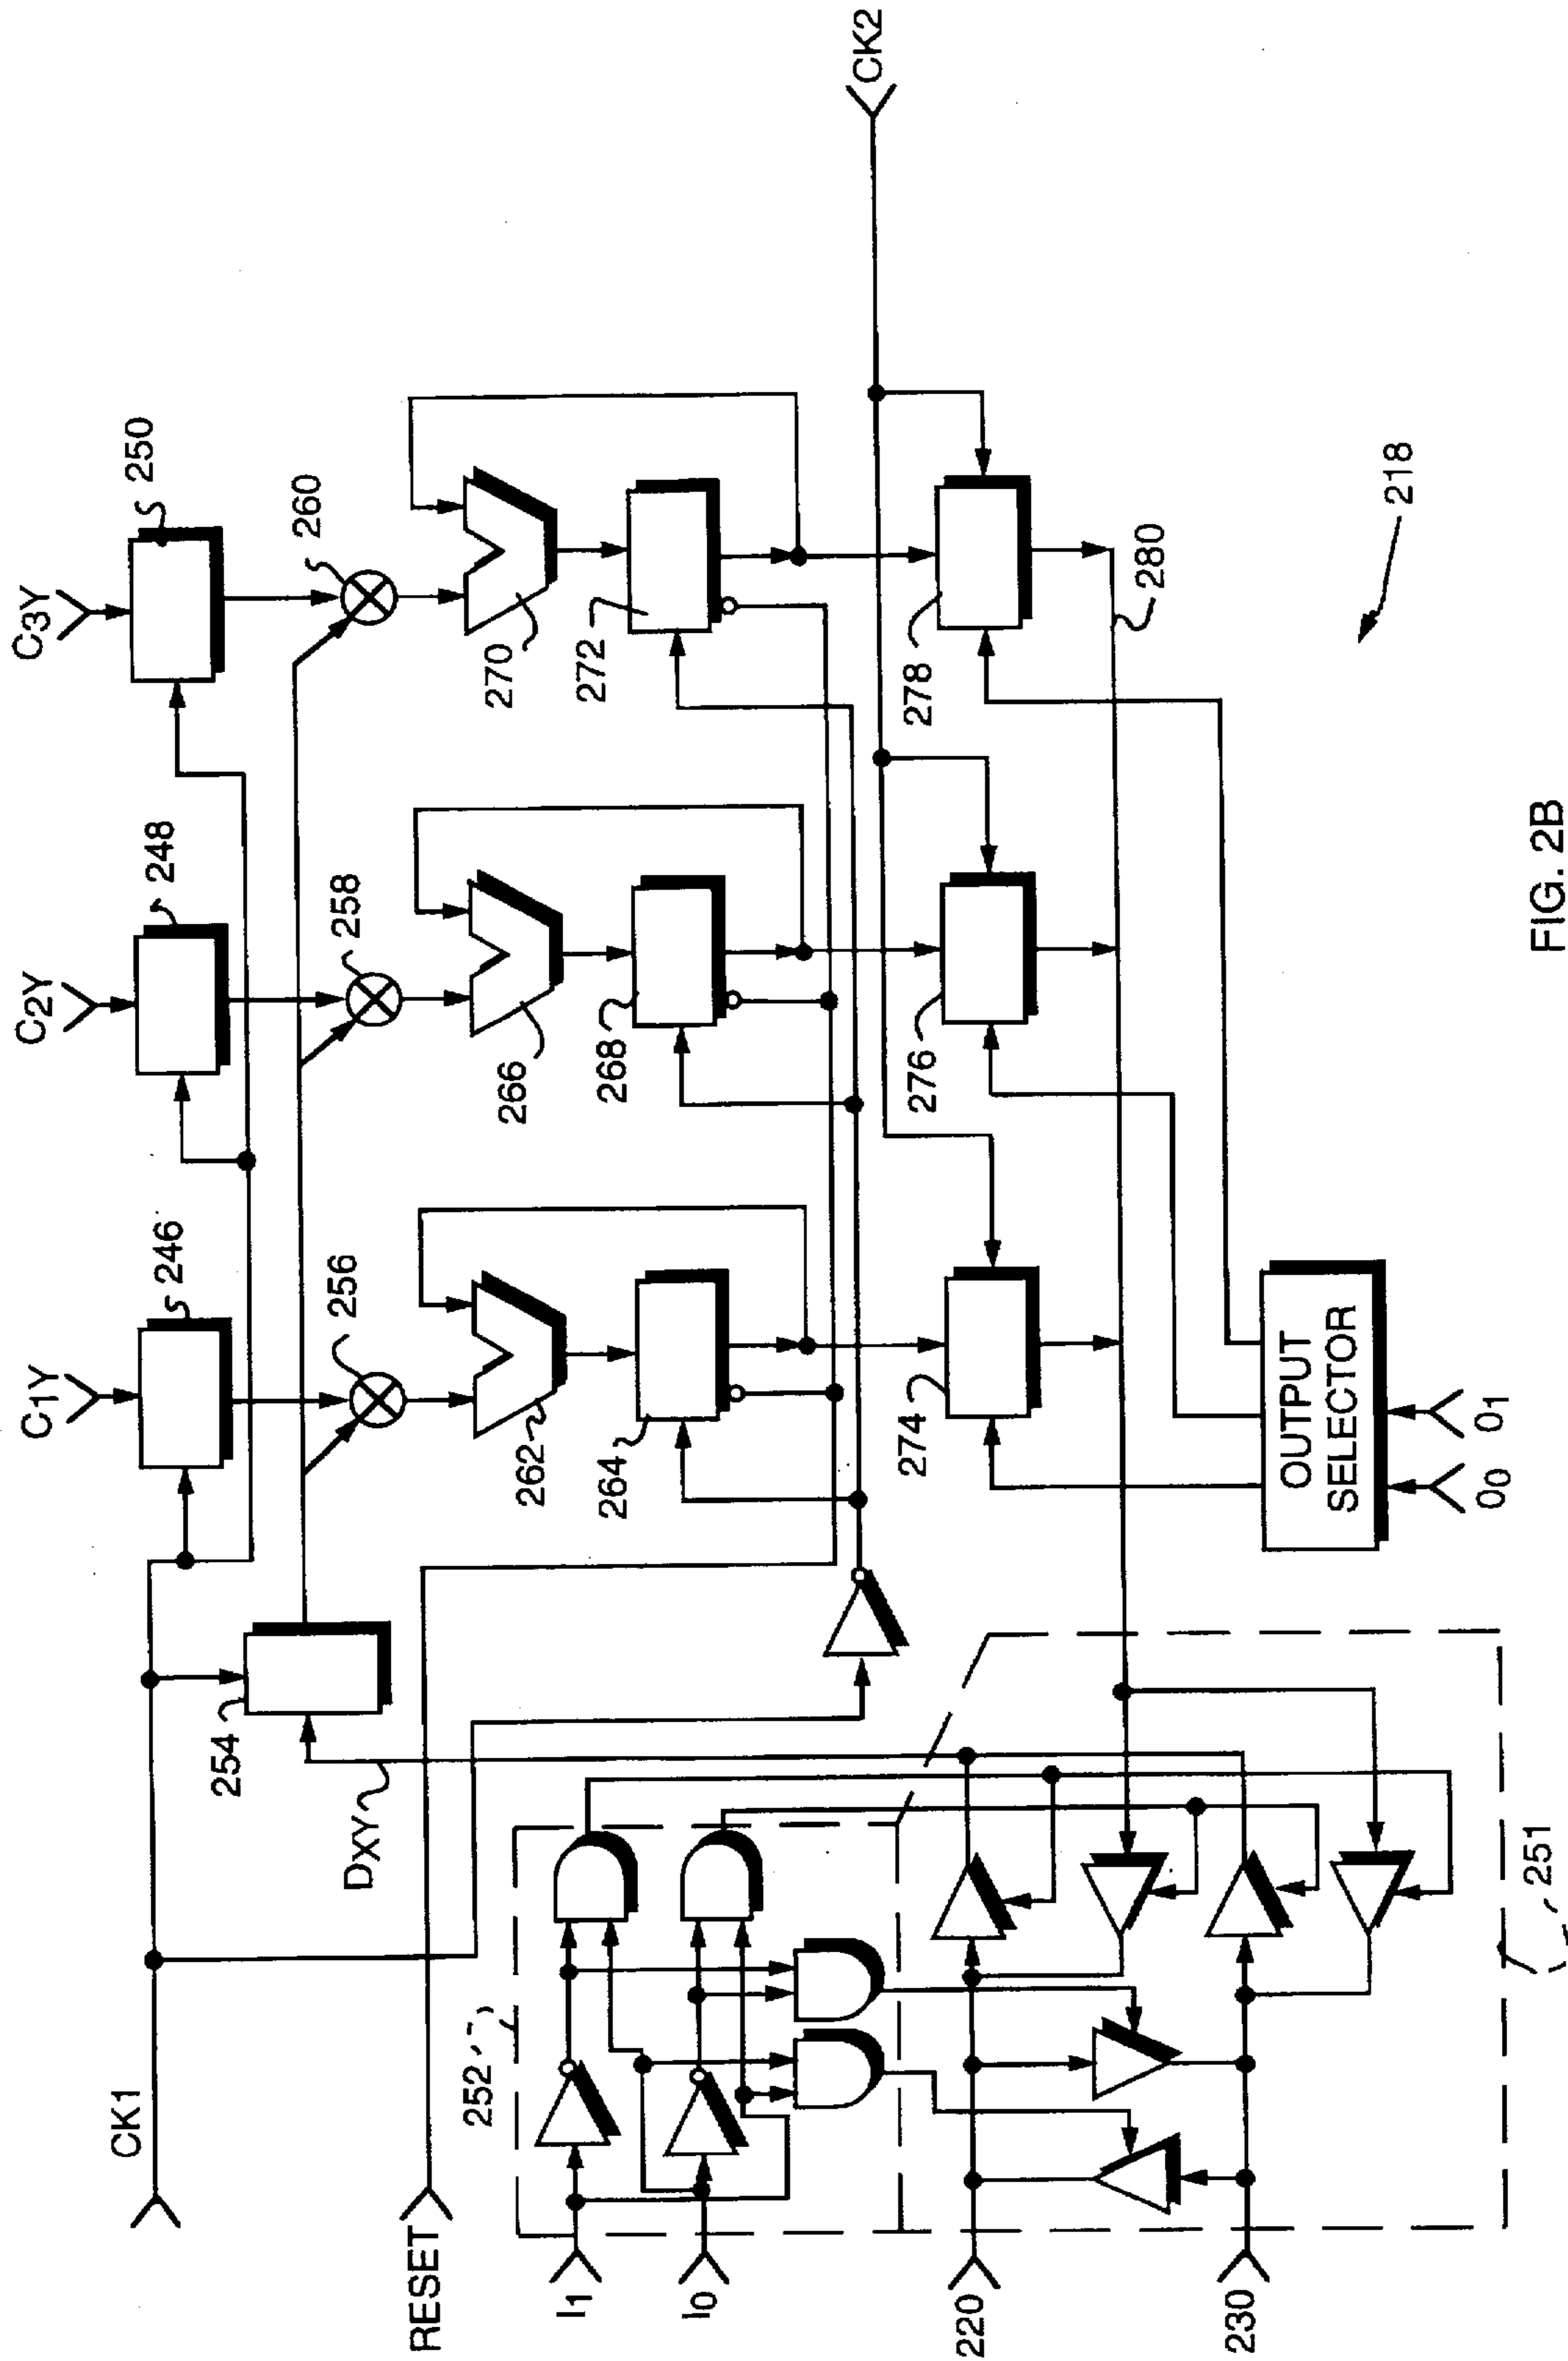 C3Y
250
C2Y
248
260
C1Y
246
258
256
CK2
270
272
266
268
262
264
254
278
276
274
280
218
CK1
DXY
RESET
252
I1
I0
220
230
251
OUTPUT
SELECTOR
O0
O1
FIG. 2B